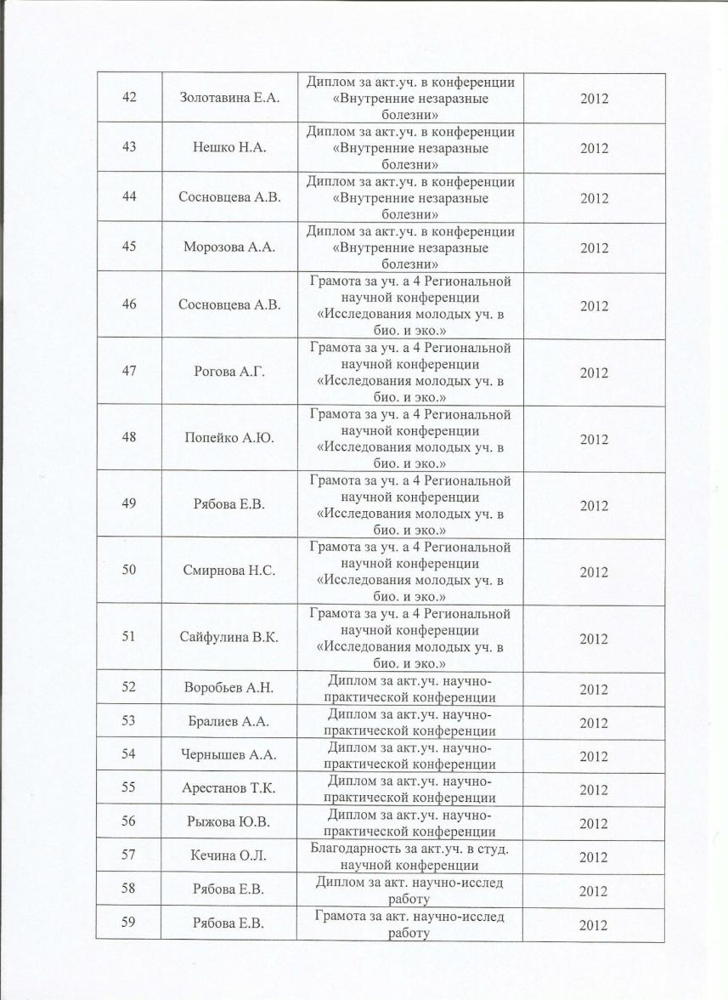 42
Золотавина Е.А.
Диплом за акт.уч. в конференции
«Внутренние незаразные
болезни»
2012
43
Нешко Н.А.
Диплом за акт.уч. в конференции
«Внутренние незаразные
болезни»
2012
44
Сосновцева А.В.
Диплом за акт.уч. в конференции
«Внутренние незаразные
болезни»
2012
45
Морозова А.А.
Диплом за акт.уч. в конференции
«Внутренние незаразные
болезни»
2012
46
Сосновцева А.В.
Грамота за уч. а 4 Региональной
научной конференции
«Исследования молодых уч. в
био. и эко.»
2012
47
Рогова А.Г.
Грамота за уч. а 4 Региональной
научной конференции
«Исследования молодых уч. в
био. и эко.»
2012
48
Попейко А.Ю.
Грамота за уч. а 4 Региональной
научной конференции
«Исследования молодых уч. в
био. и эко.»
2012
49
Рябова Е.В.
Грамота за уч. а 4 Региональной
научной конференции
«Исследования молодых уч. в
био. и эко.»
2012
50
Смирнова Н.С.
Грамота за уч. а 4 Региональной
научной конференции
«Исследования молодых уч. в
био. и эко.»
2012
51
Сайфулина В.К.
Грамота за уч. а 4 Региональной
научной конференции
«Исследования молодых уч. в
био. и эко.»
2012
52
Воробьев А.Н.
Диплом за акт.уч. научно-
практической конференции
2012
53
Бралиев А.А.
Диплом за акт.уч. научно-
практической конференции
2012
54
Чернышев А.А.
Диплом за акт.уч. научно-
практической конференции
2012
55
Арестанов Т.К.
Диплом за акт.уч. научно-
практической конференции
2012
56
Рыжова Ю.В.
Диплом за акт.уч. научно-
практической конференции
2012
57
Кечина О.Л.
Благодарность за акт.уч. в студ.
научной конференции
2012
58
Рябова Е.В.
Диплом за акт. научно-исслед
работу
2012
59
Рябова Е.В.
Грамота за акт. научно-исслед
работу
2012